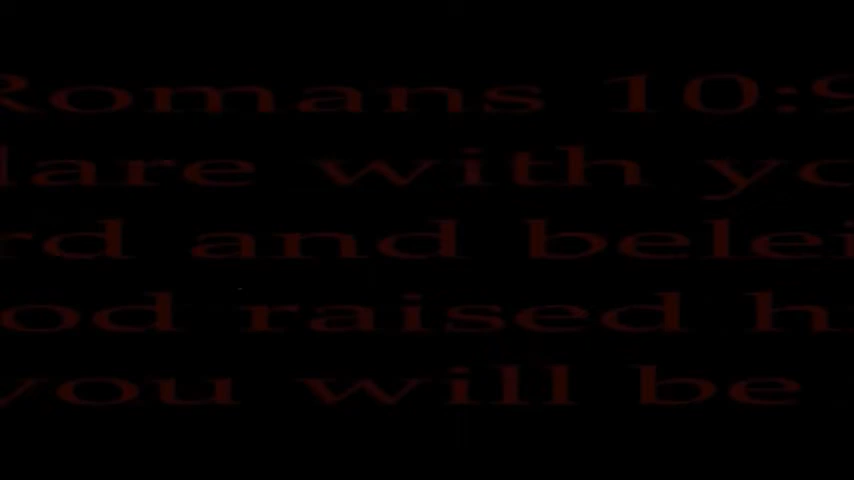 Romans 10:9
lare with yo
rd and belei
od raised h
you will be